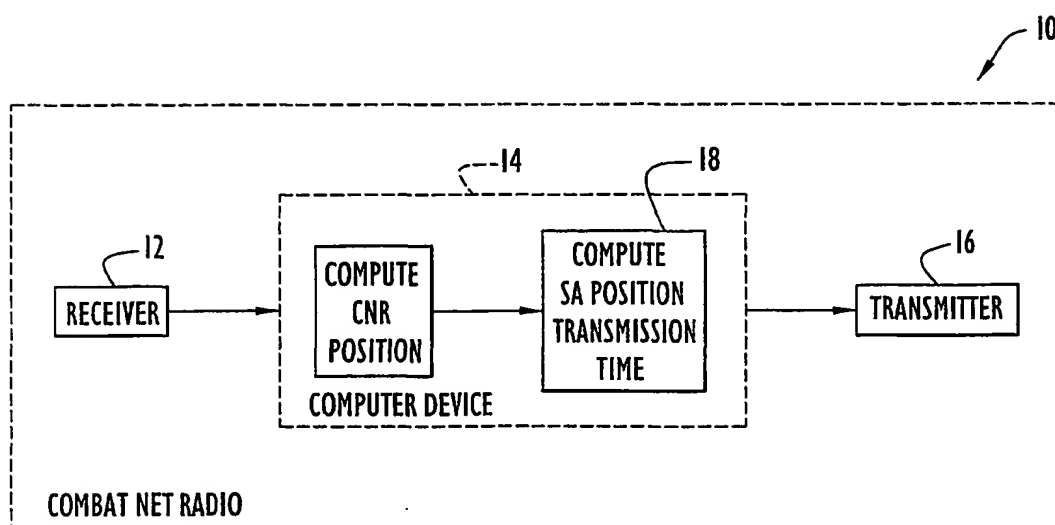 10
14
18
12
RECEIVER
COMPUTE
CNR
POSITION
COMPUTE
SA POSITION
TRANSMISSION
TIME
16
TRANSMITTER
COMPUTER DEVICE
COMBAT NET RADIO